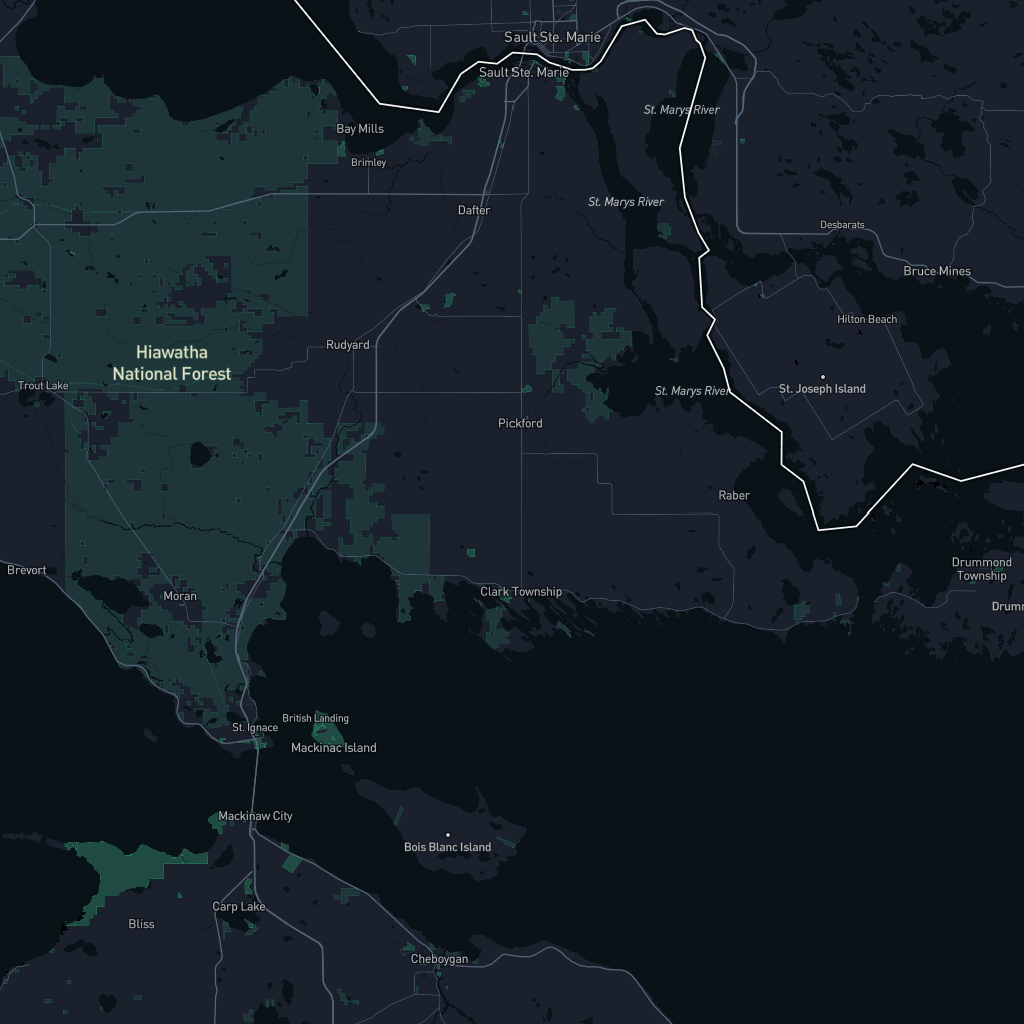 Sault Ste. Marie
Sault Ste. Marie
St. Marys River
Bay Mills
Brimley
St. Marys River
Dafter
Desbarats
Bruce Mines
Hilton Beach
Rudyard
Hiawatha
National Forest
Trout Lake
St. Marys River
St. Joseph Island
Pickford
Raber
Brevort
Drummond
Township
Clark Township
Moran
Drumm
British Landing
St. Ignace
Mackinac Island
Mackinaw City
Bois Blanc Island
Carp Lake
Bliss
Cheboygan